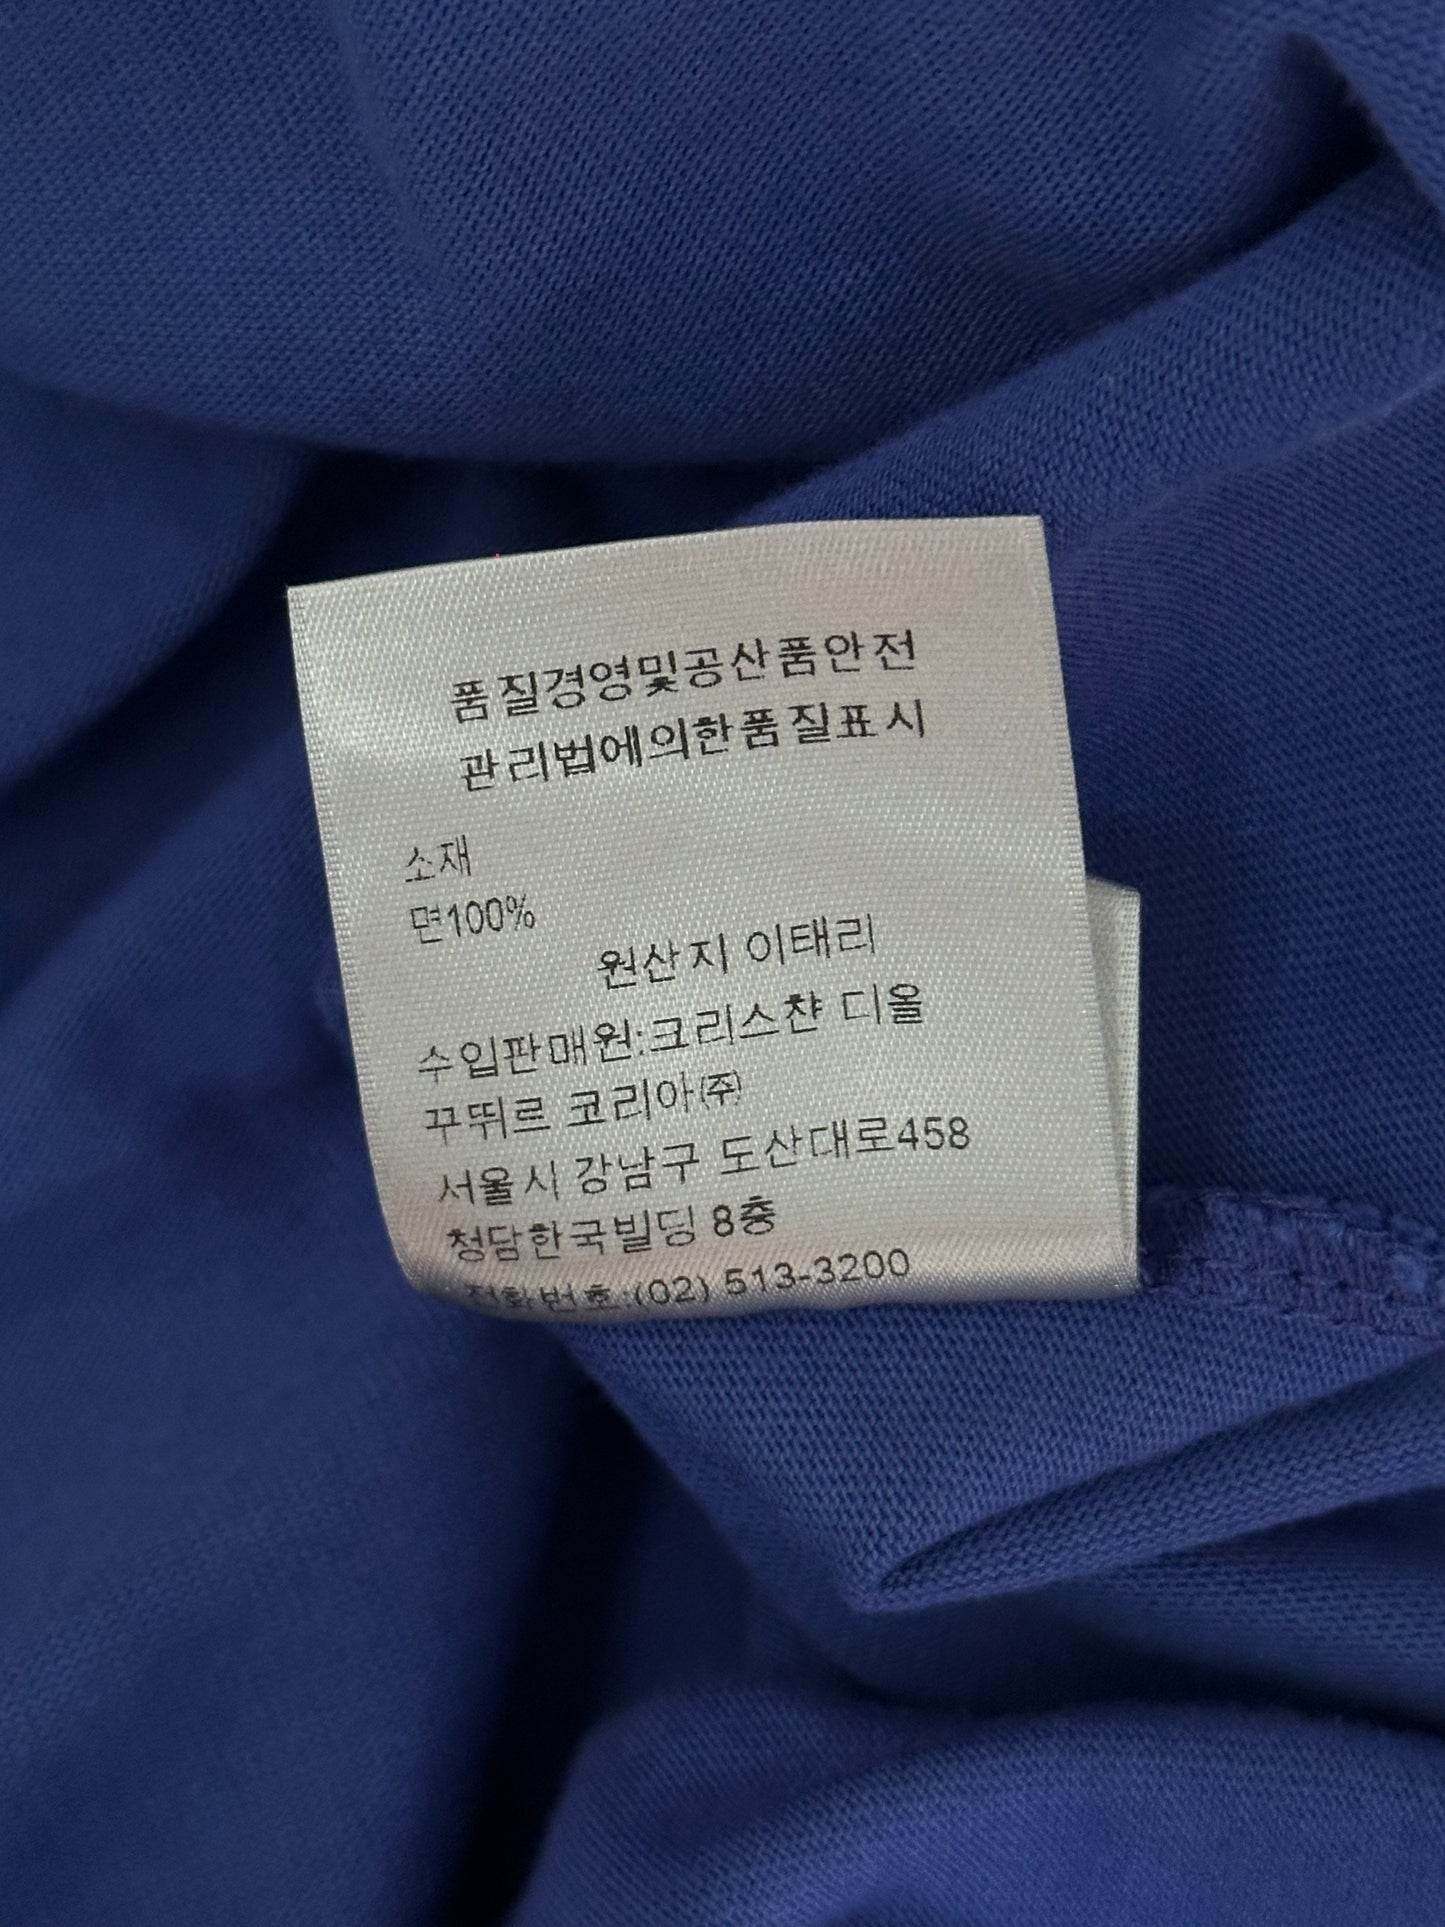 품질경영및공산품안전
관리법에의한품질표시
소재
면100%
원산지 이태리
수입판매원:크리스챤 디올
꾸뛰르 코리아(주)
서울시 강남구 도산대로458
청담한국빌딩 8층
전화번호:(02) 513-3200